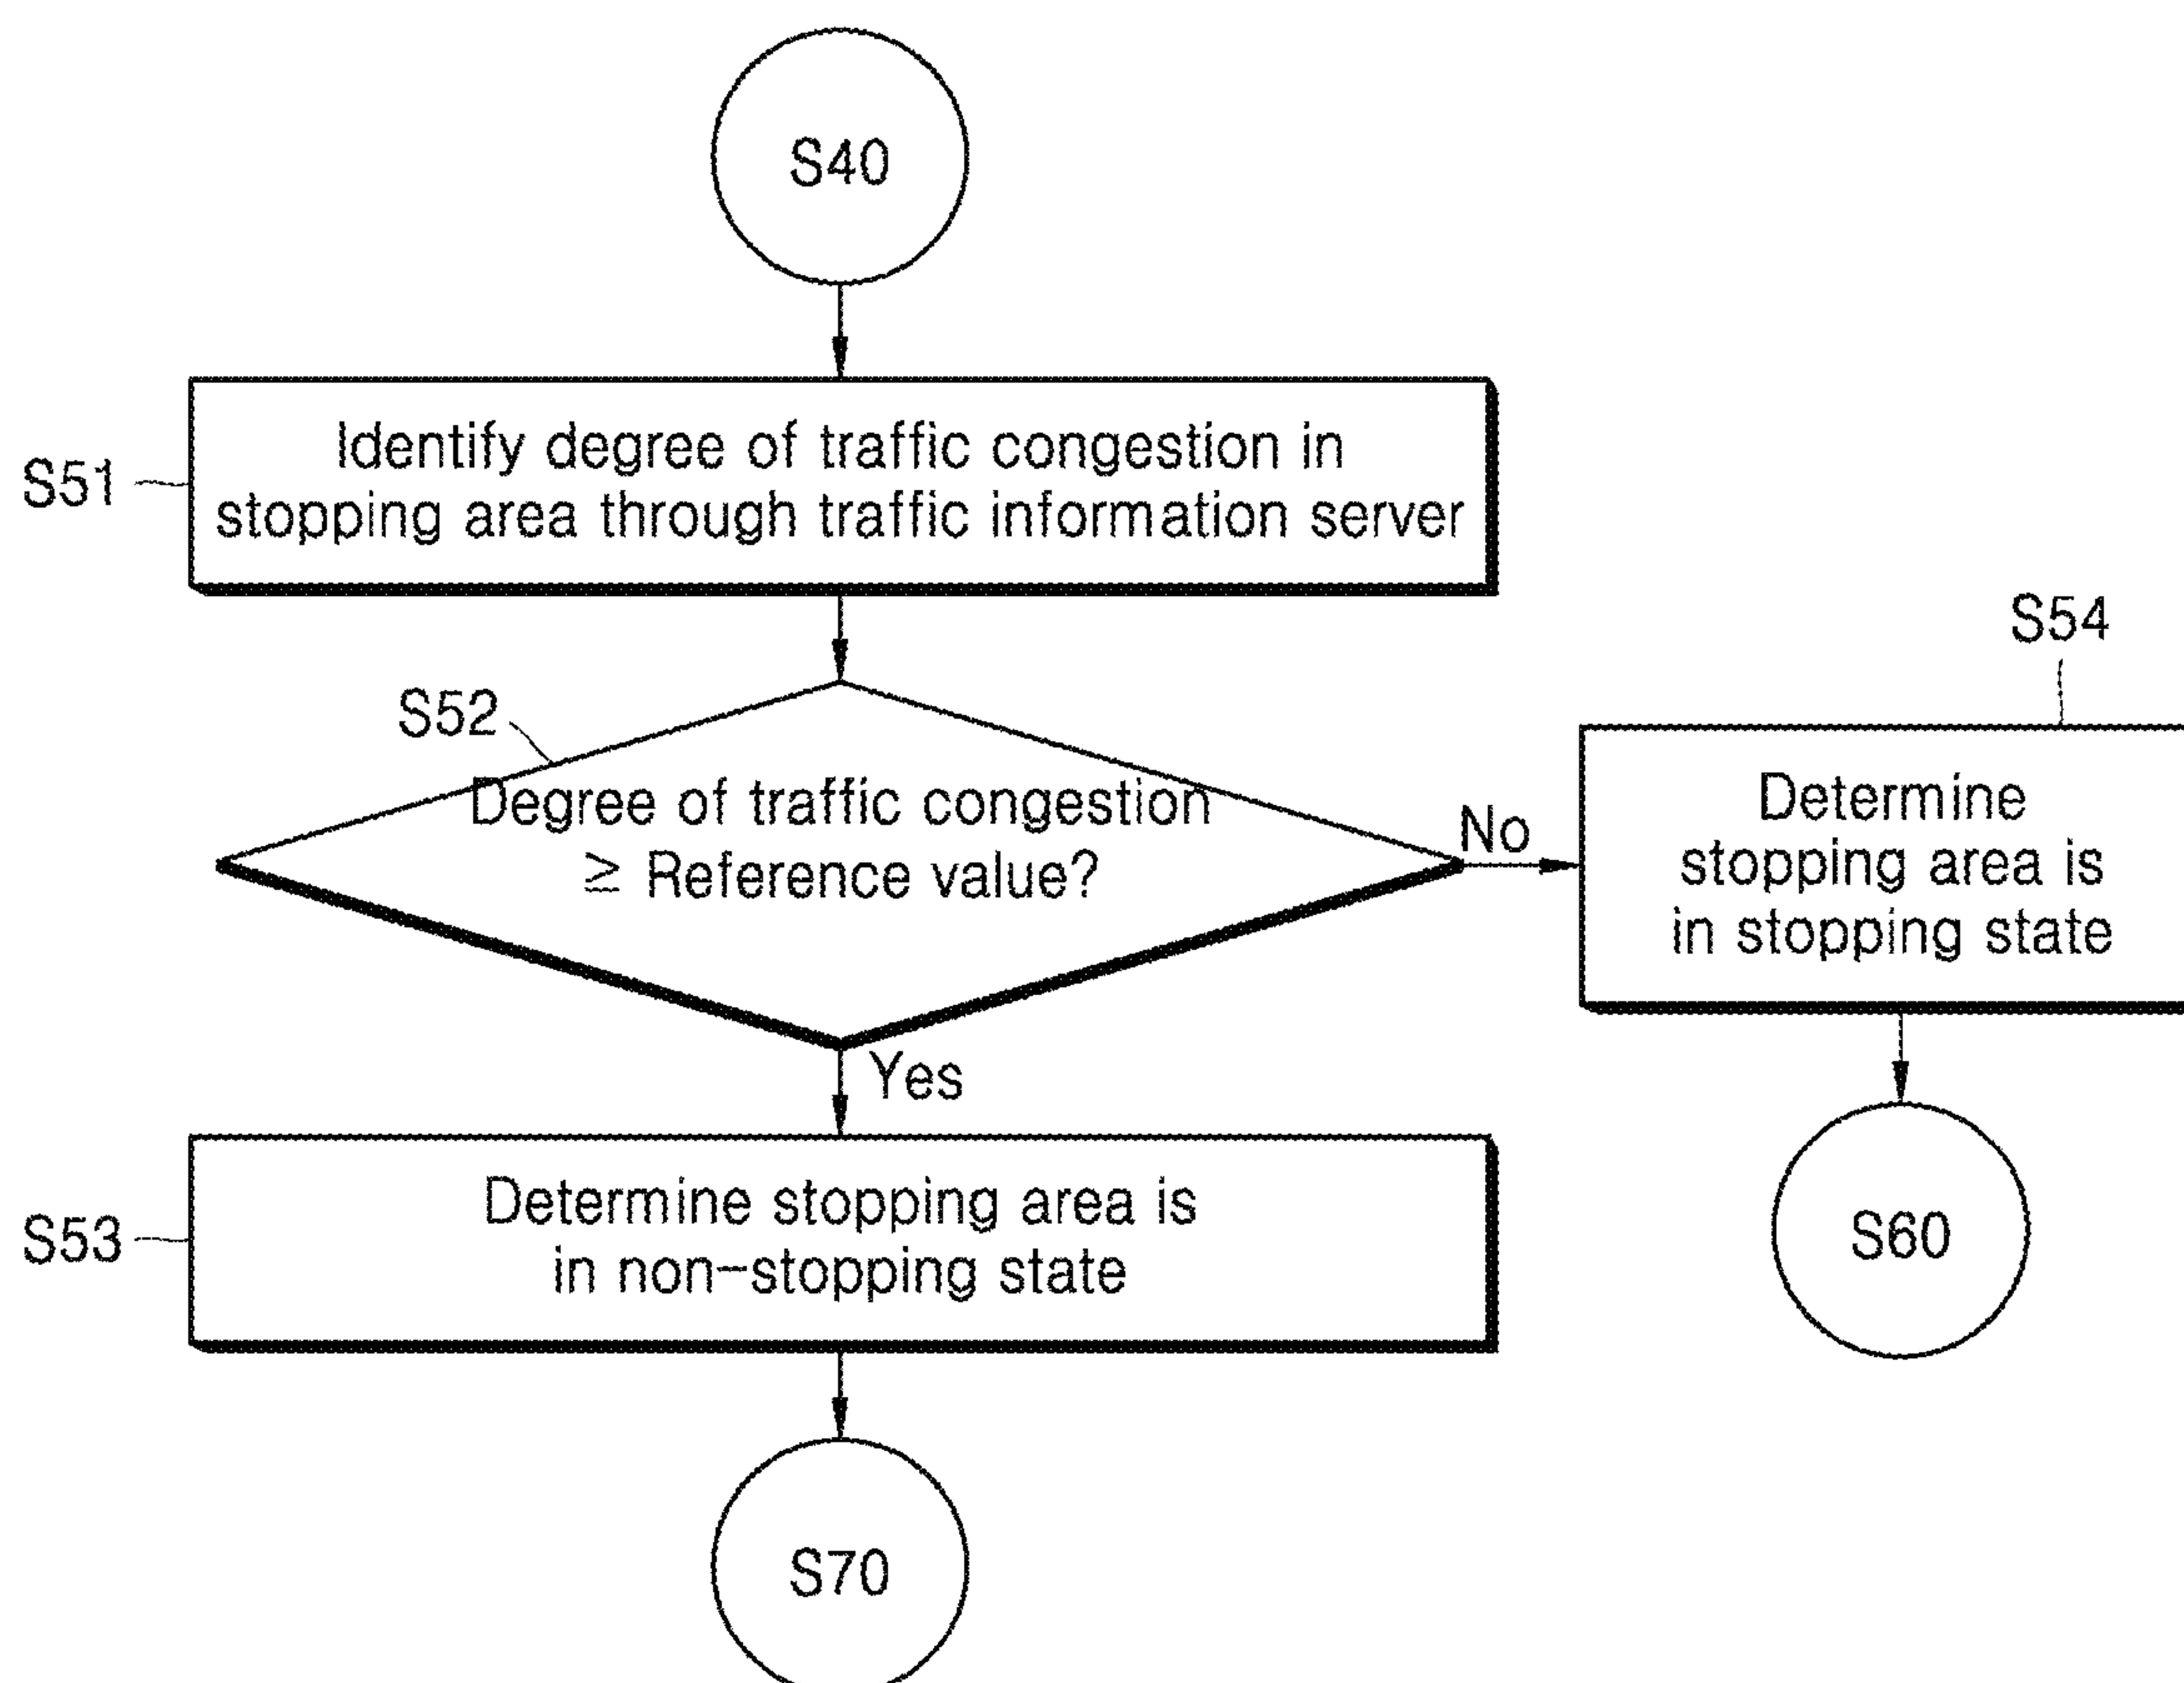 S40
S51
Identify degree of traffic congestion in
stopping area through traffic information server
S52
Degree of traffic congestion
≥ Reference value?
No
Yes
S54
Determine
stopping area is
in stopping state
S60
S53
Determine stopping area is
in non-stopping state
S70